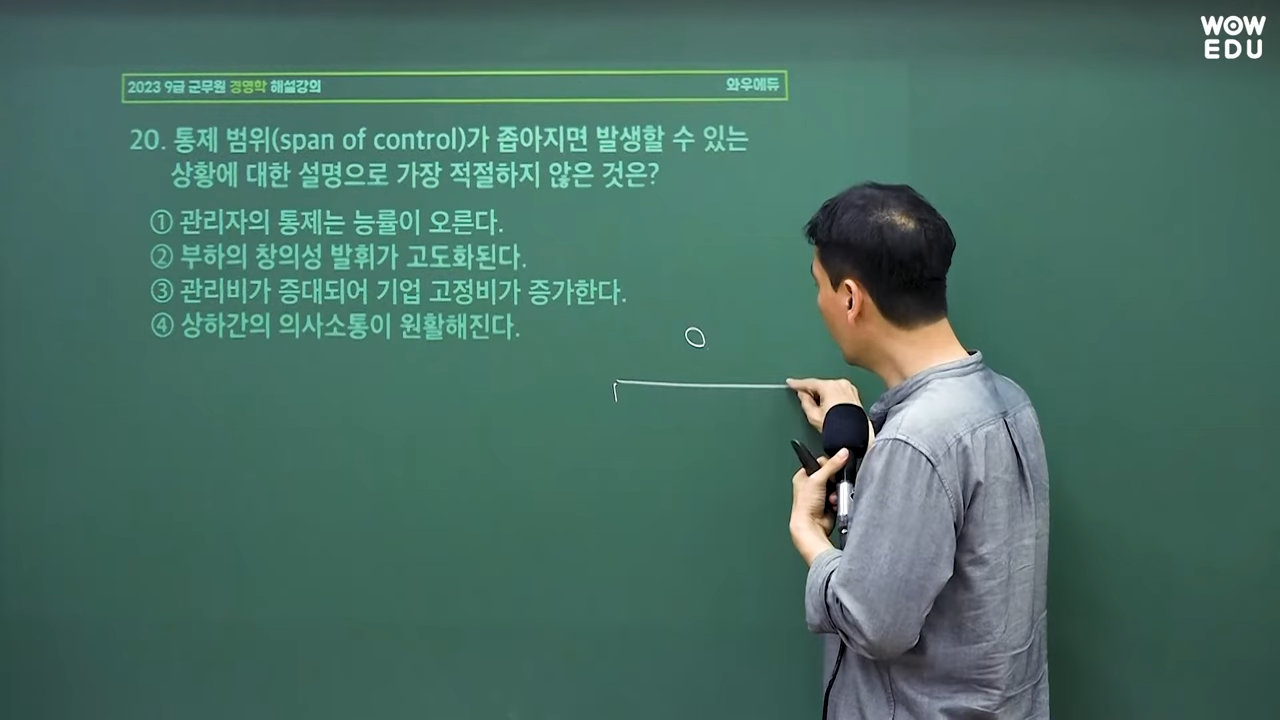 WOW
EDU
2023 9급 군무원 경영학 해설강의
와우에듀
20. 통제 범위(span of control)가 좁아지면 발생할 수 있는
상황에 대한 설명으로 가장 적절하지 않은 것은?
① 관리자의 통제는 능률이 오른다.
② 부하의 창의성 발휘가 고도화된다.
③ 관리비가 증대되어 기업 고정비가 증가한다.
④ 상하간의 의사소통이 원활해진다.